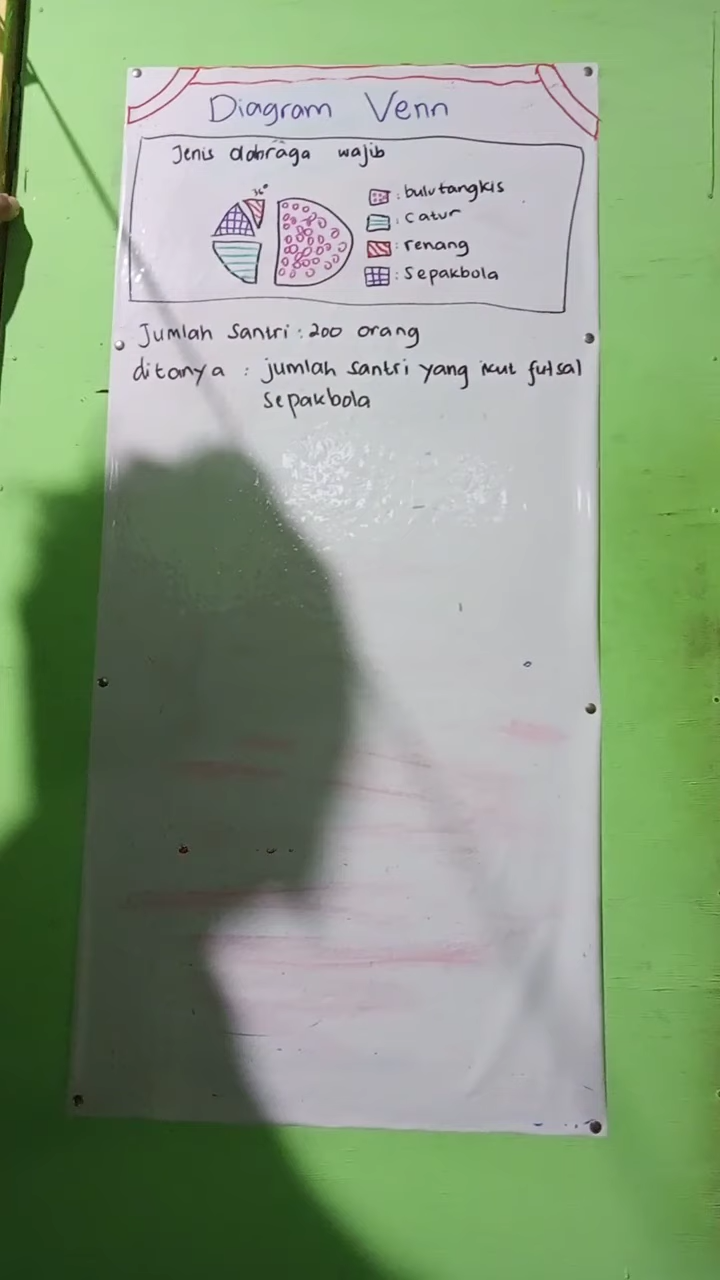 Diagram Venn
Jenis olahraga wajib
36°
: bulutangkis
: Catur
: renang
: Sepakbola
Jumlah Santri : 200 orang
ditanya : jumlah santri yang ikut futsal
sepakbola